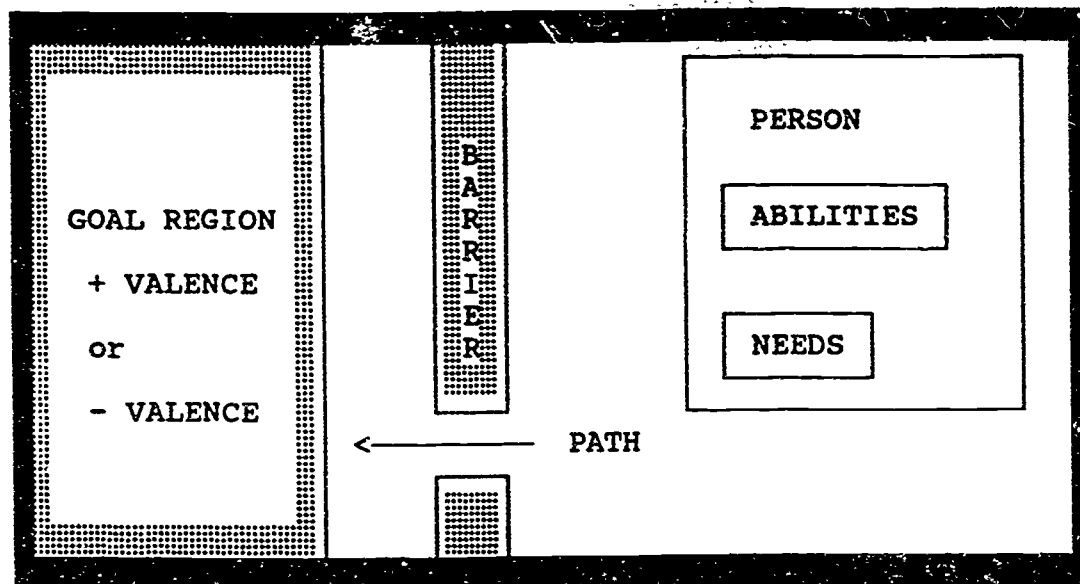 GOAL REGION
+ VALENCE
or
- VALENCE
BARRIER
PATH
PERSON
ABILITIES
NEEDS